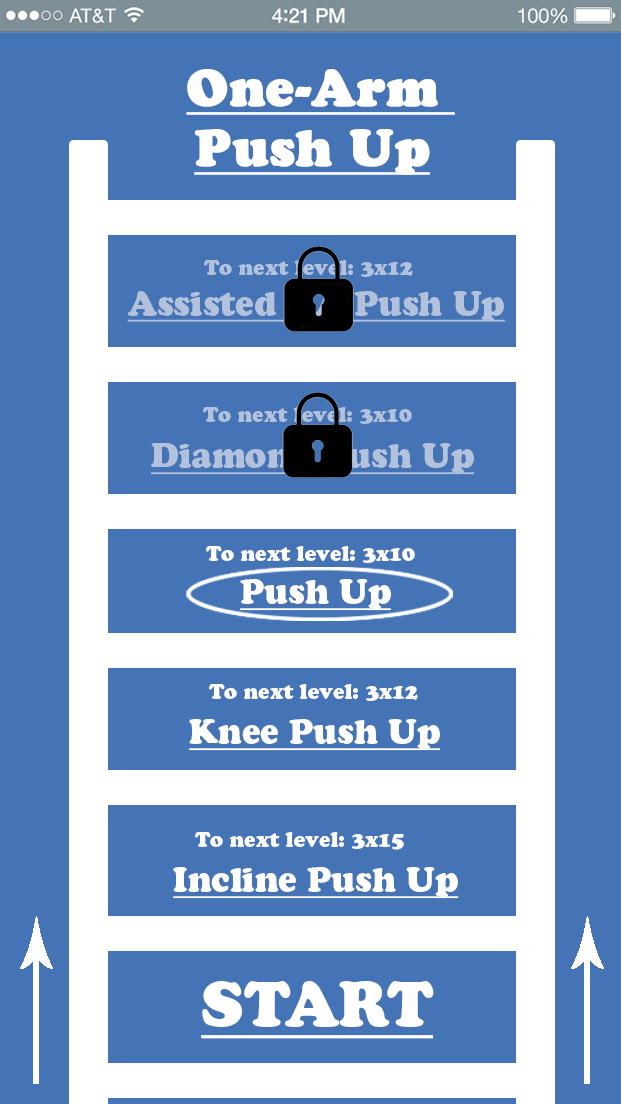 AT&T 4:21 PM 100%
One-Arm
Push Up
To next level: 3x12
Assisted Push Up
To next level: 3x10
Diamon ush Up
To next level: 3x10
Push Up
To next level: 3x12
Knee Push Up
To next level: 3x15
Incline Push Up
START